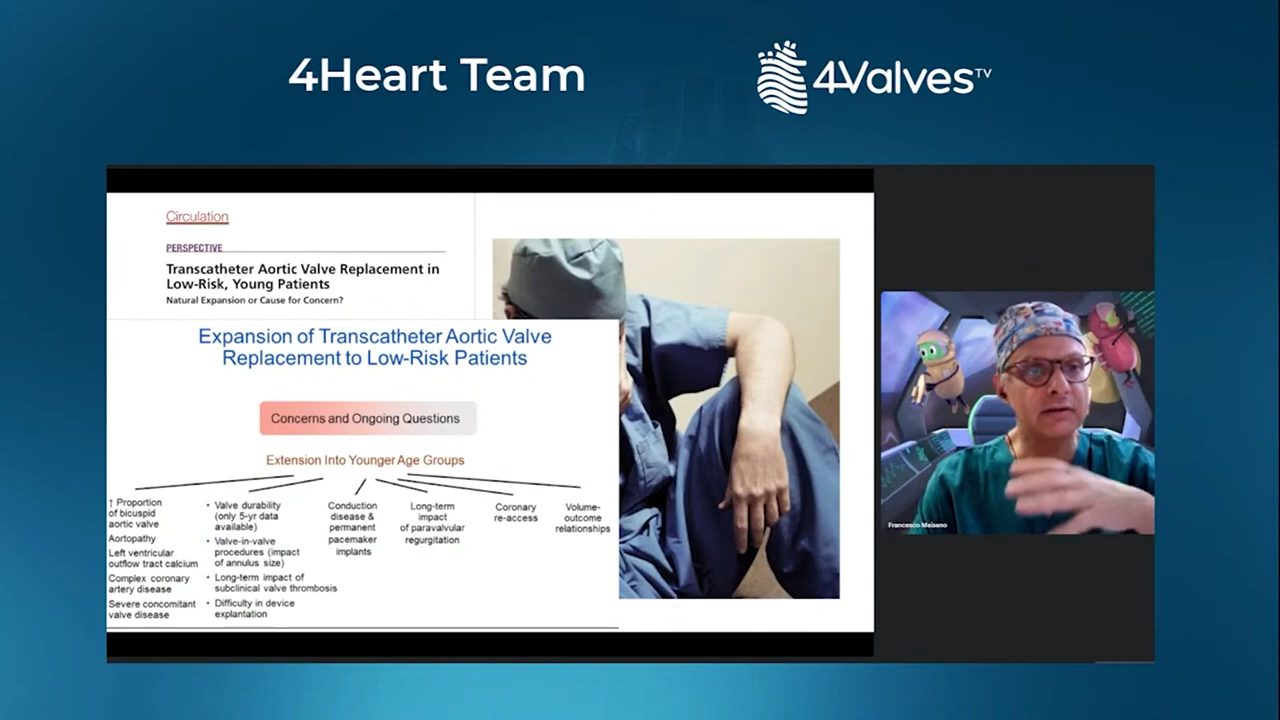 4Heart Team
4Valves TV
Circulation
PERSPECTIVE
Transcatheter Aortic Valve Replacement in
Low-Risk, Young Patients
Natural Expansion or Cause for Concern?
Expansion of Transcatheter Aortic Valve
Replacement to Low-Risk Patients
Concerns and Ongoing Questions
Extension Into Younger Age Groups
↑ Proportion
of bicuspid
aortic valve
Aortopathy
Left ventricular
outflow tract calcium
Complex coronary
artery disease
Severe concomitant
valve disease
• Valve durability
(only 5-yr data
available)
• Valve-in-valve
procedures (impact
of annulus size)
• Long-term impact of
subclinical valve thrombosis
• Difficulty in device
explantation
Conduction
disease &
permanent
pacemaker
implants
Long-term
impact
of paravalvular
regurgitation
Coronary
re-access
Volume-
outcome
relationships
Francesco Maisano